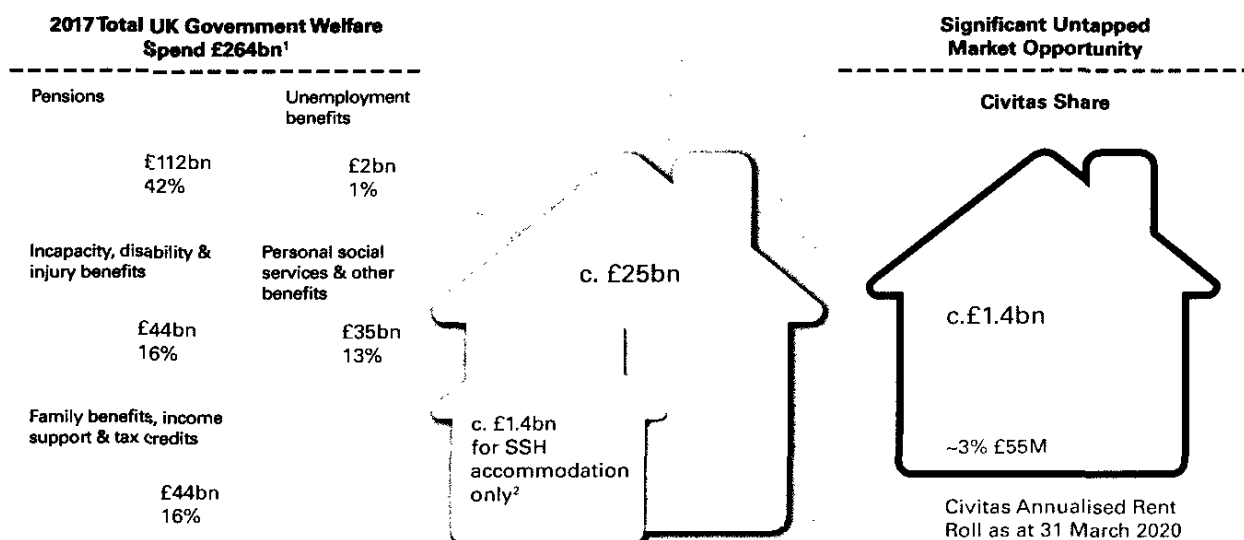 2017 Total UK Government Welfare
Spend £264bn¹
Pensions
£112bn
42%
Unemployment
benefits
£2bn
1%
Incapacity, disability &
injury benefits
£44bn
16%
Personal social
services & other
benefits
£35bn
13%
Family benefits, income
support & tax credits
£44bn
16%
c. £25bn
c. £1.4bn
for SSH
accommodation
only²
Significant Untapped
Market Opportunity
Civitas Share
c.£1.4bn
~3% £55M
Civitas Annualised Rent
Roll as at 31 March 2020